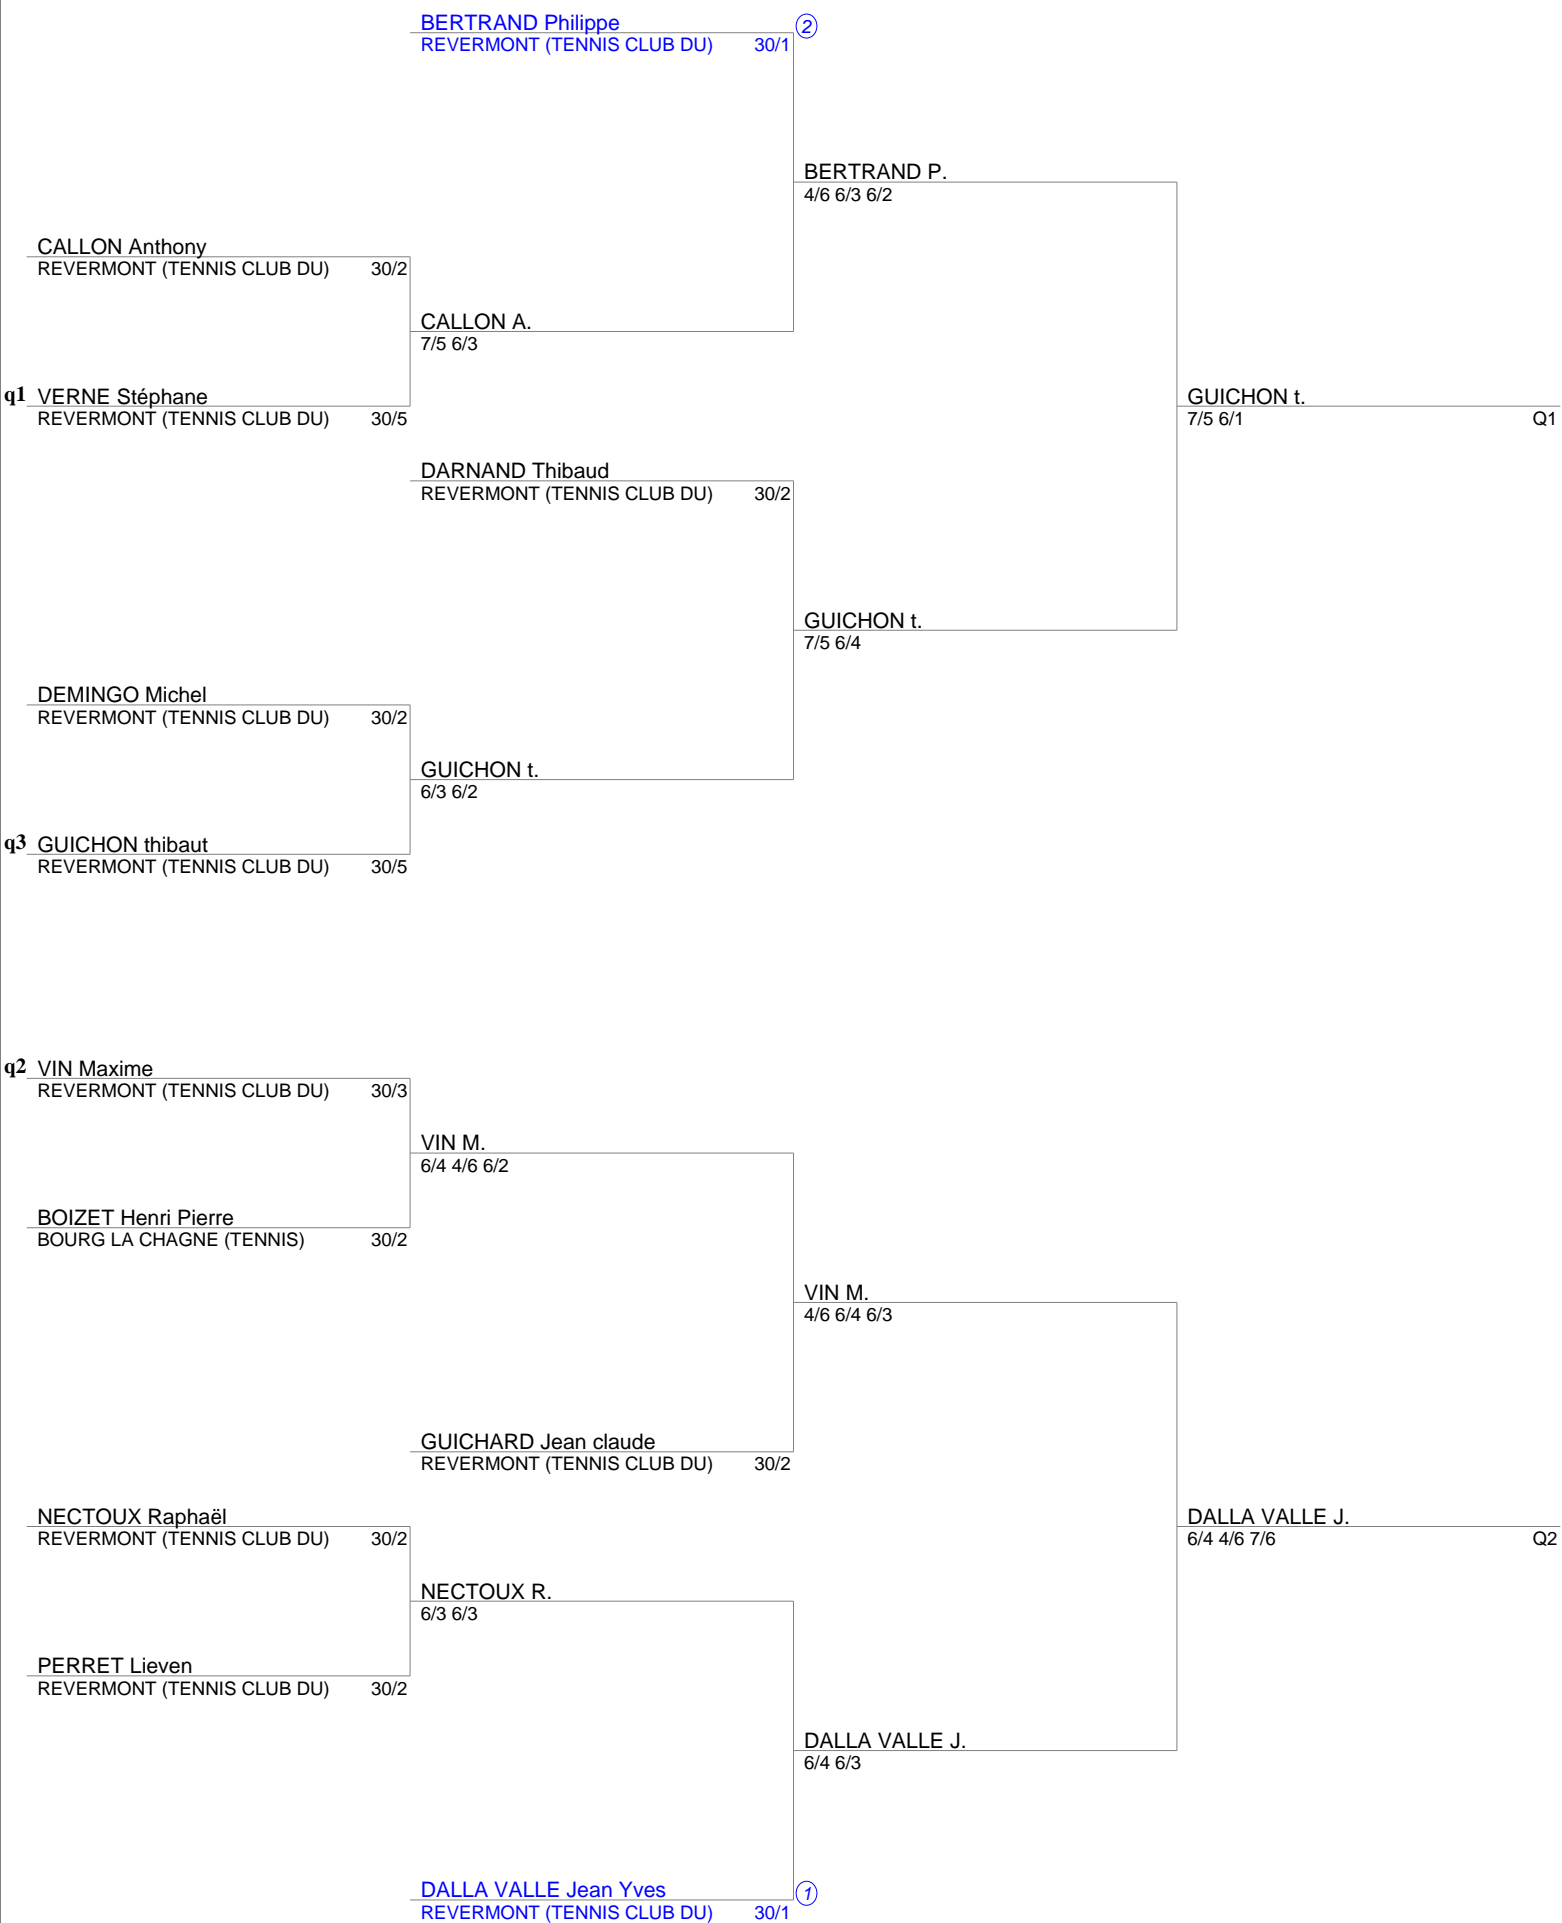 BERTRAND Philippe
2
REVERMONT (TENNIS CLUB DU) 30/1
BERTRAND P.
4/6 6/3 6/2
CALLON Anthony
REVERMONT (TENNIS CLUB DU) 30/2
CALLON A.
7/5 6/3
q1 VERNE Stéphane
REVERMONT (TENNIS CLUB DU) 30/5
GUICHON t.
7/5 6/1 Q1
DARNAND Thibaud
REVERMONT (TENNIS CLUB DU) 30/2
GUICHON t.
7/5 6/4
DEMINGO Michel
REVERMONT (TENNIS CLUB DU) 30/2
GUICHON t.
6/3 6/2
q3 GUICHON thibaut
REVERMONT (TENNIS CLUB DU) 30/5
q2 VIN Maxime
REVERMONT (TENNIS CLUB DU) 30/3
VIN M.
6/4 4/6 6/2
BOIZET Henri Pierre
BOURG LA CHAGNE (TENNIS) 30/2
VIN M.
4/6 6/4 6/3
GUICHARD Jean claude
REVERMONT (TENNIS CLUB DU) 30/2
NECTOUX Raphaël
REVERMONT (TENNIS CLUB DU) 30/2
DALLA VALLE J.
6/4 4/6 7/6 Q2
NECTOUX R.
6/3 6/3
PERRET Lieven
REVERMONT (TENNIS CLUB DU) 30/2
DALLA VALLE J.
6/4 6/3
DALLA VALLE Jean Yves
1
REVERMONT (TENNIS CLUB DU) 30/1